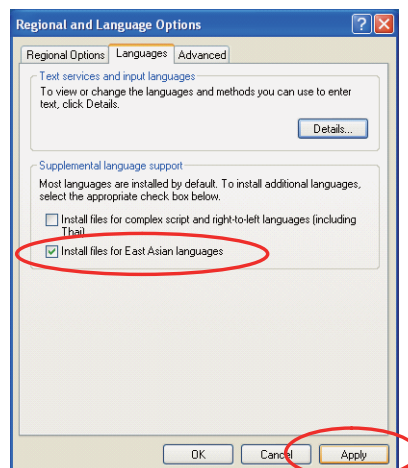 Regional and Language Options
Regional Options Languages Advanced
Text services and input languages
To view or change the languages and methods you can use to enter
text, click Details.
Details...
Supplemental language support
Most languages are installed by default. To install additional languages,
select the appropriate check box below.
Install files for complex script and right-to-left languages (including
Thai)
Install files for East Asian languages
OK Cancel Apply